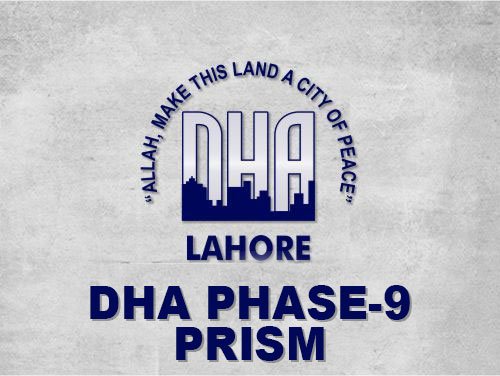 "ALLAH, MAKE THIS LAND A CITY OF PEACE"
DHA
LAHORE
DHA PHASE-9
PRISM